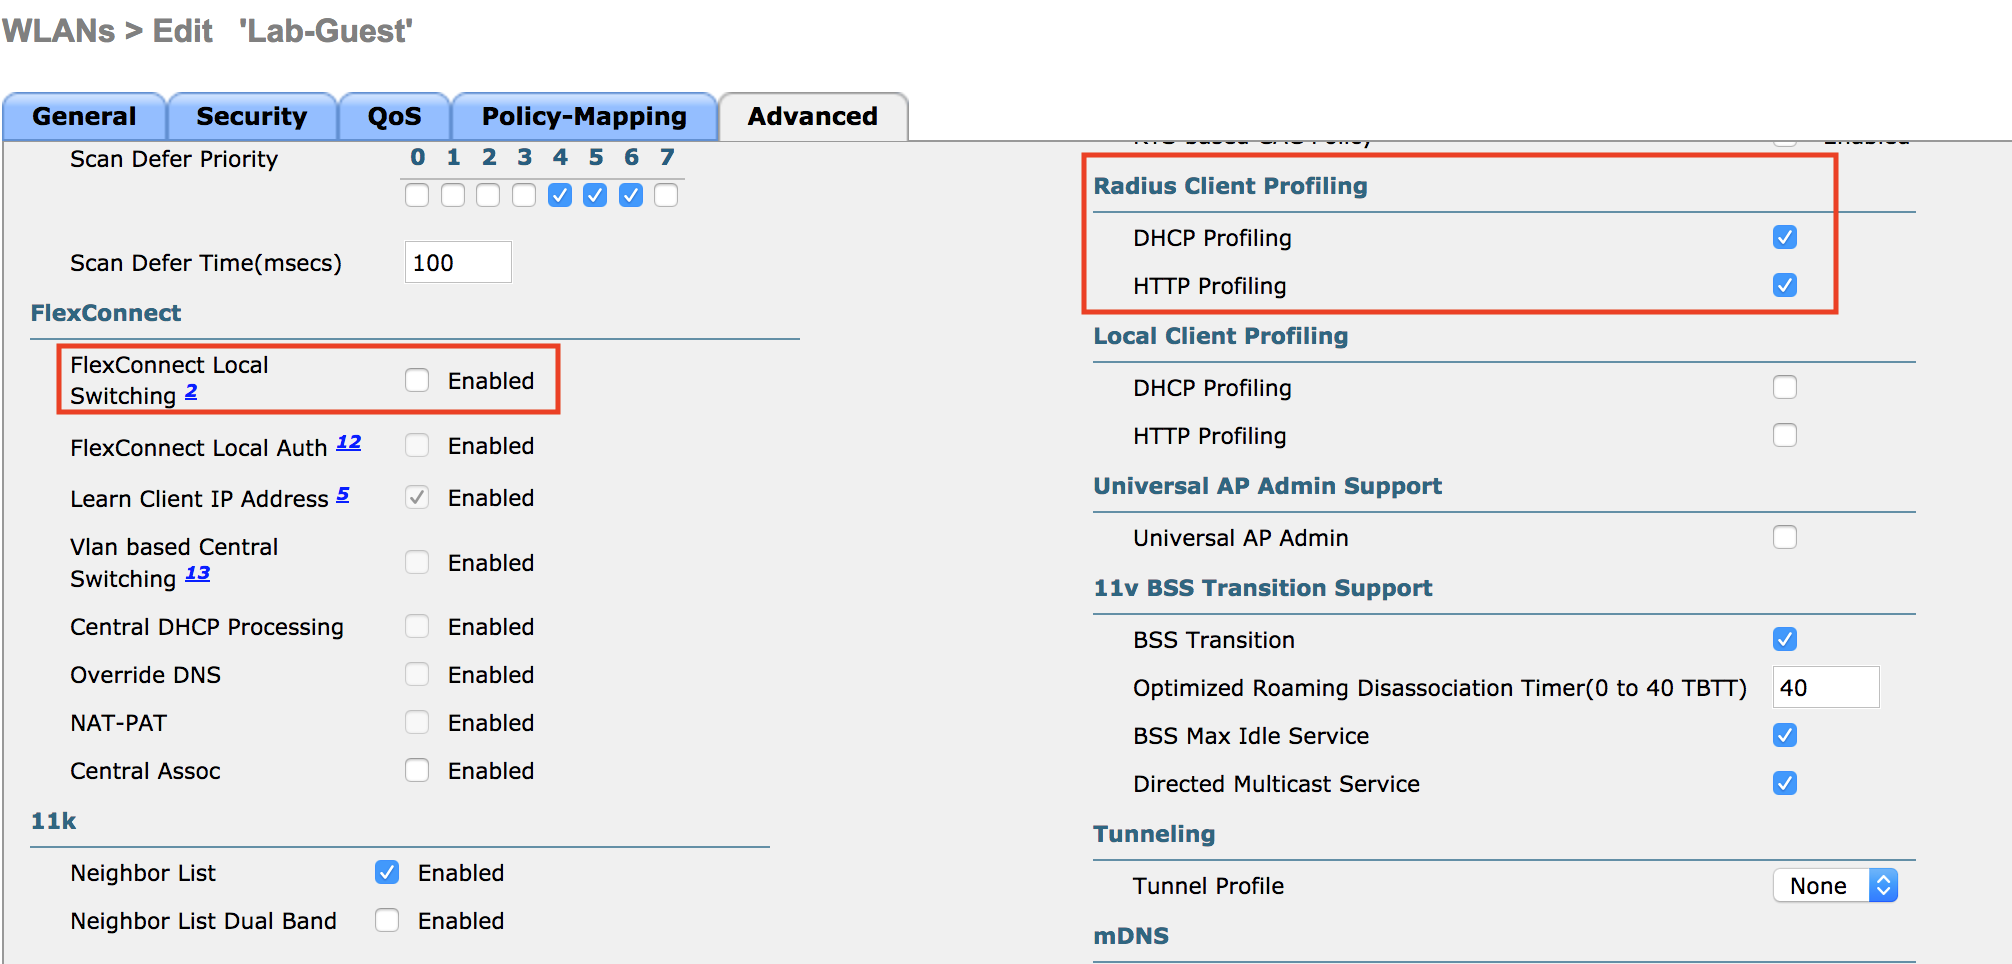 WLANs > Edit 'Lab-Guest'
General Security QoS Policy-Mapping Advanced
Scan Defer Priority 0 1 2 3 4 5 6 7
Scan Defer Time(msecs) 100
FlexConnect
FlexConnect Local
Switching 2 Enabled
FlexConnect Local Auth 12 Enabled
Learn Client IP Address 5 Enabled
Vlan based Central
Switching 13 Enabled
Central DHCP Processing Enabled
Override DNS Enabled
NAT-PAT Enabled
Central Assoc Enabled
11k
Neighbor List Enabled
Neighbor List Dual Band Enabled
Enabled
Radius Client Profiling
DHCP Profiling
HTTP Profiling
Local Client Profiling
DHCP Profiling
HTTP Profiling
Universal AP Admin Support
Universal AP Admin
11v BSS Transition Support
BSS Transition
Optimized Roaming Disassociation Timer(0 to 40 TBTT) 40
BSS Max Idle Service
Directed Multicast Service
Tunneling
Tunnel Profile None
mDNS